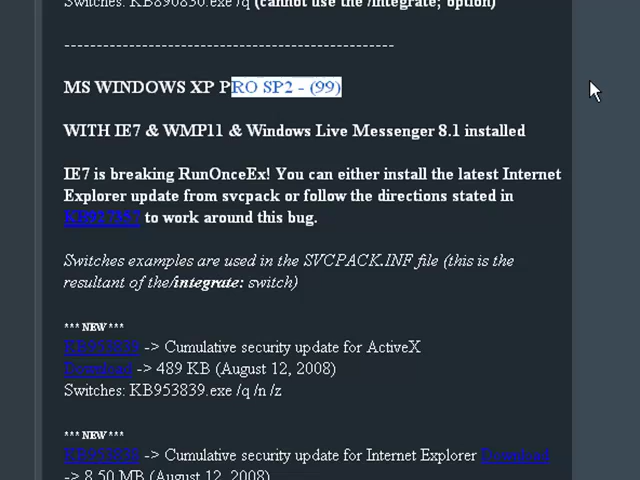 Switches: KB890830.exe /q (cannot use the /integrate; option)
----------------------------------------------------
MS WINDOWS XP PRO SP2 - (99)
WITH IE7 & WMP11 & Windows Live Messenger 8.1 installed
IE7 is breaking RunOnceEx! You can either install the latest Internet
Explorer update from svcpack or follow the directions stated in
KB927357 to work around this bug.
Switches examples are used in the SVCPACK.INF file (this is the
resultant of the/integrate: switch)
*** NEW ***
KB953839 -> Cumulative security update for ActiveX
Download -> 489 KB (August 12, 2008)
Switches: KB953839.exe /q /n /z
*** NEW ***
KB953838 -> Cumulative security update for Internet Explorer Download
-> 8.50 MB (August 12, 2008)